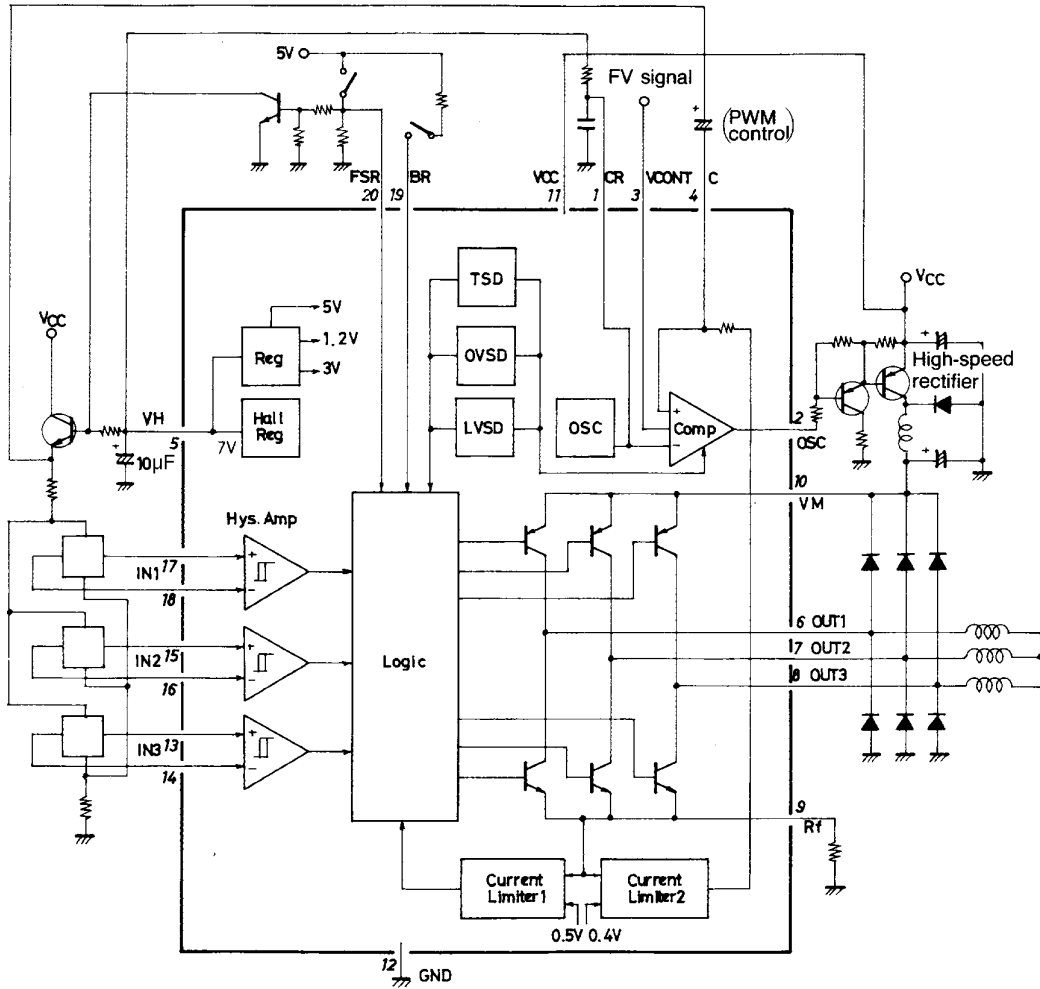 5V
FV signal
+
(PWM control)
FSR
20
19
BR
VCC
11
1
CR
3
VCONT
4
C
TSD
5V
1.2V
3V
Reg
OVSD
VCC
VCC
High-speed rectifier
+
+
Hall Reg
LVSD
OSC
+
−
Comp
2
OSC
VH
5
7V
+
10µF
10
VM
Hys. Amp
IN1
17
18
+
−
IN2
15
16
+
−
IN3
13
14
+
−
Logic
6 OUT1
7 OUT2
8 OUT3
9
Rf
Current Limiter1
Current Limiter2
0.5V 0.4V
12
GND